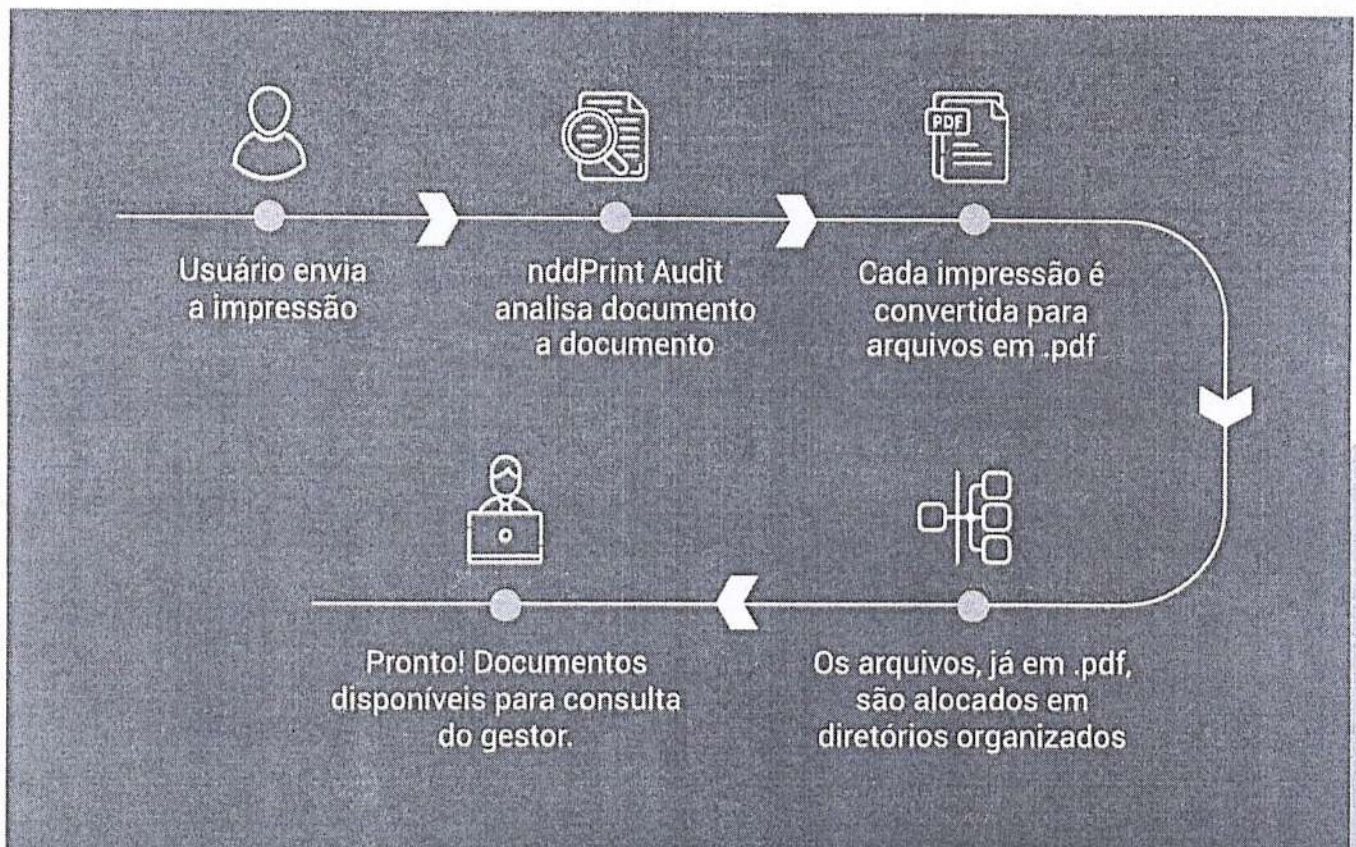 Usuário envia
a impressão
nddPrint Audit
analisa documento
a documento
PDF
Cada impressão é
convertida para
arquivos em .pdf
Os arquivos, já em .pdf,
são alocados em
diretórios organizados
Pronto! Documentos
disponíveis para consulta
do gestor.